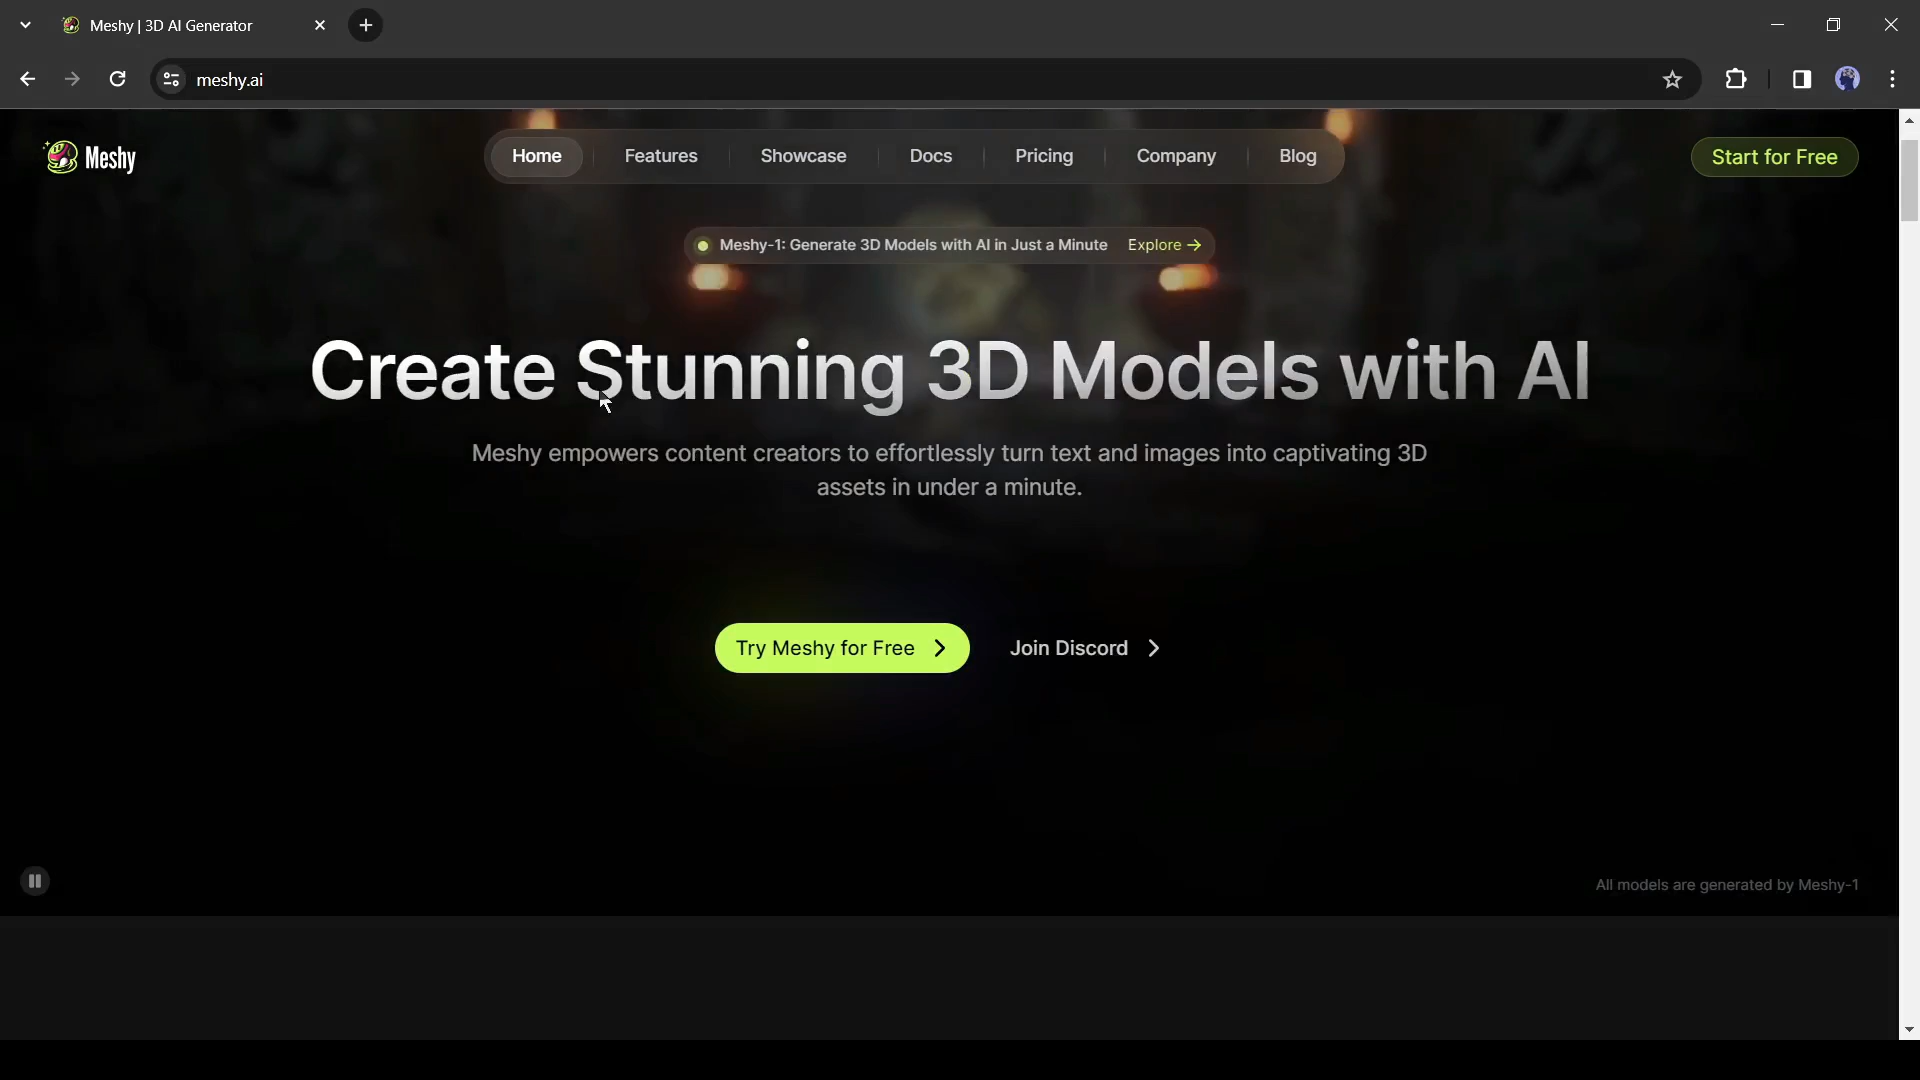 Meshy | 3D AI Generator
meshy.ai
Meshy
Home
Features
Showcase
Docs
Pricing
Company
Blog
Start for Free
Meshy-1: Generate 3D Models with AI in Just a Minute Explore →
Create Stunning 3D Models with AI
Meshy empowers content creators to effortlessly turn text and images into captivating 3D
assets in under a minute.
Try Meshy for Free
Join Discord
All models are generated by Meshy-1